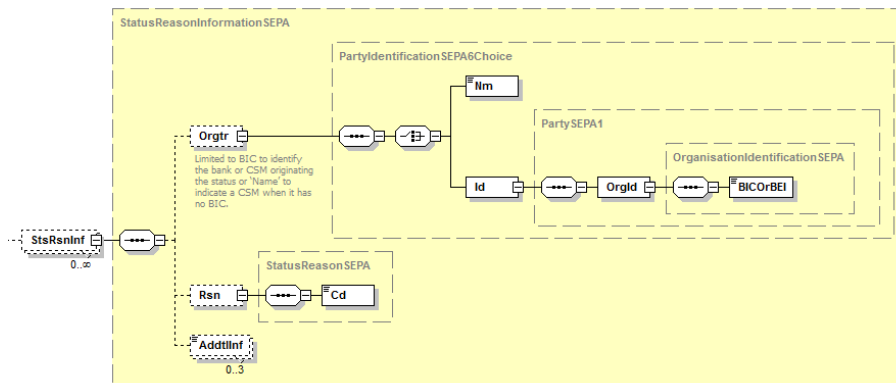 StatusReasonInformationSEPA
PartyIdentificationSEPA6Choice
Nm
PartySEPA1
Orgtr
Limited to BIC to identify
the bank or CSM originating
the status or 'Name' to
indicate a CSM when it has
no BIC.
OrganisationIdentificationSEPA
Id
OrgId
BICOrBEI
StsRsnInf
0..∞
StatusReasonSEPA
Rsn
Cd
AddtlInf
0..3